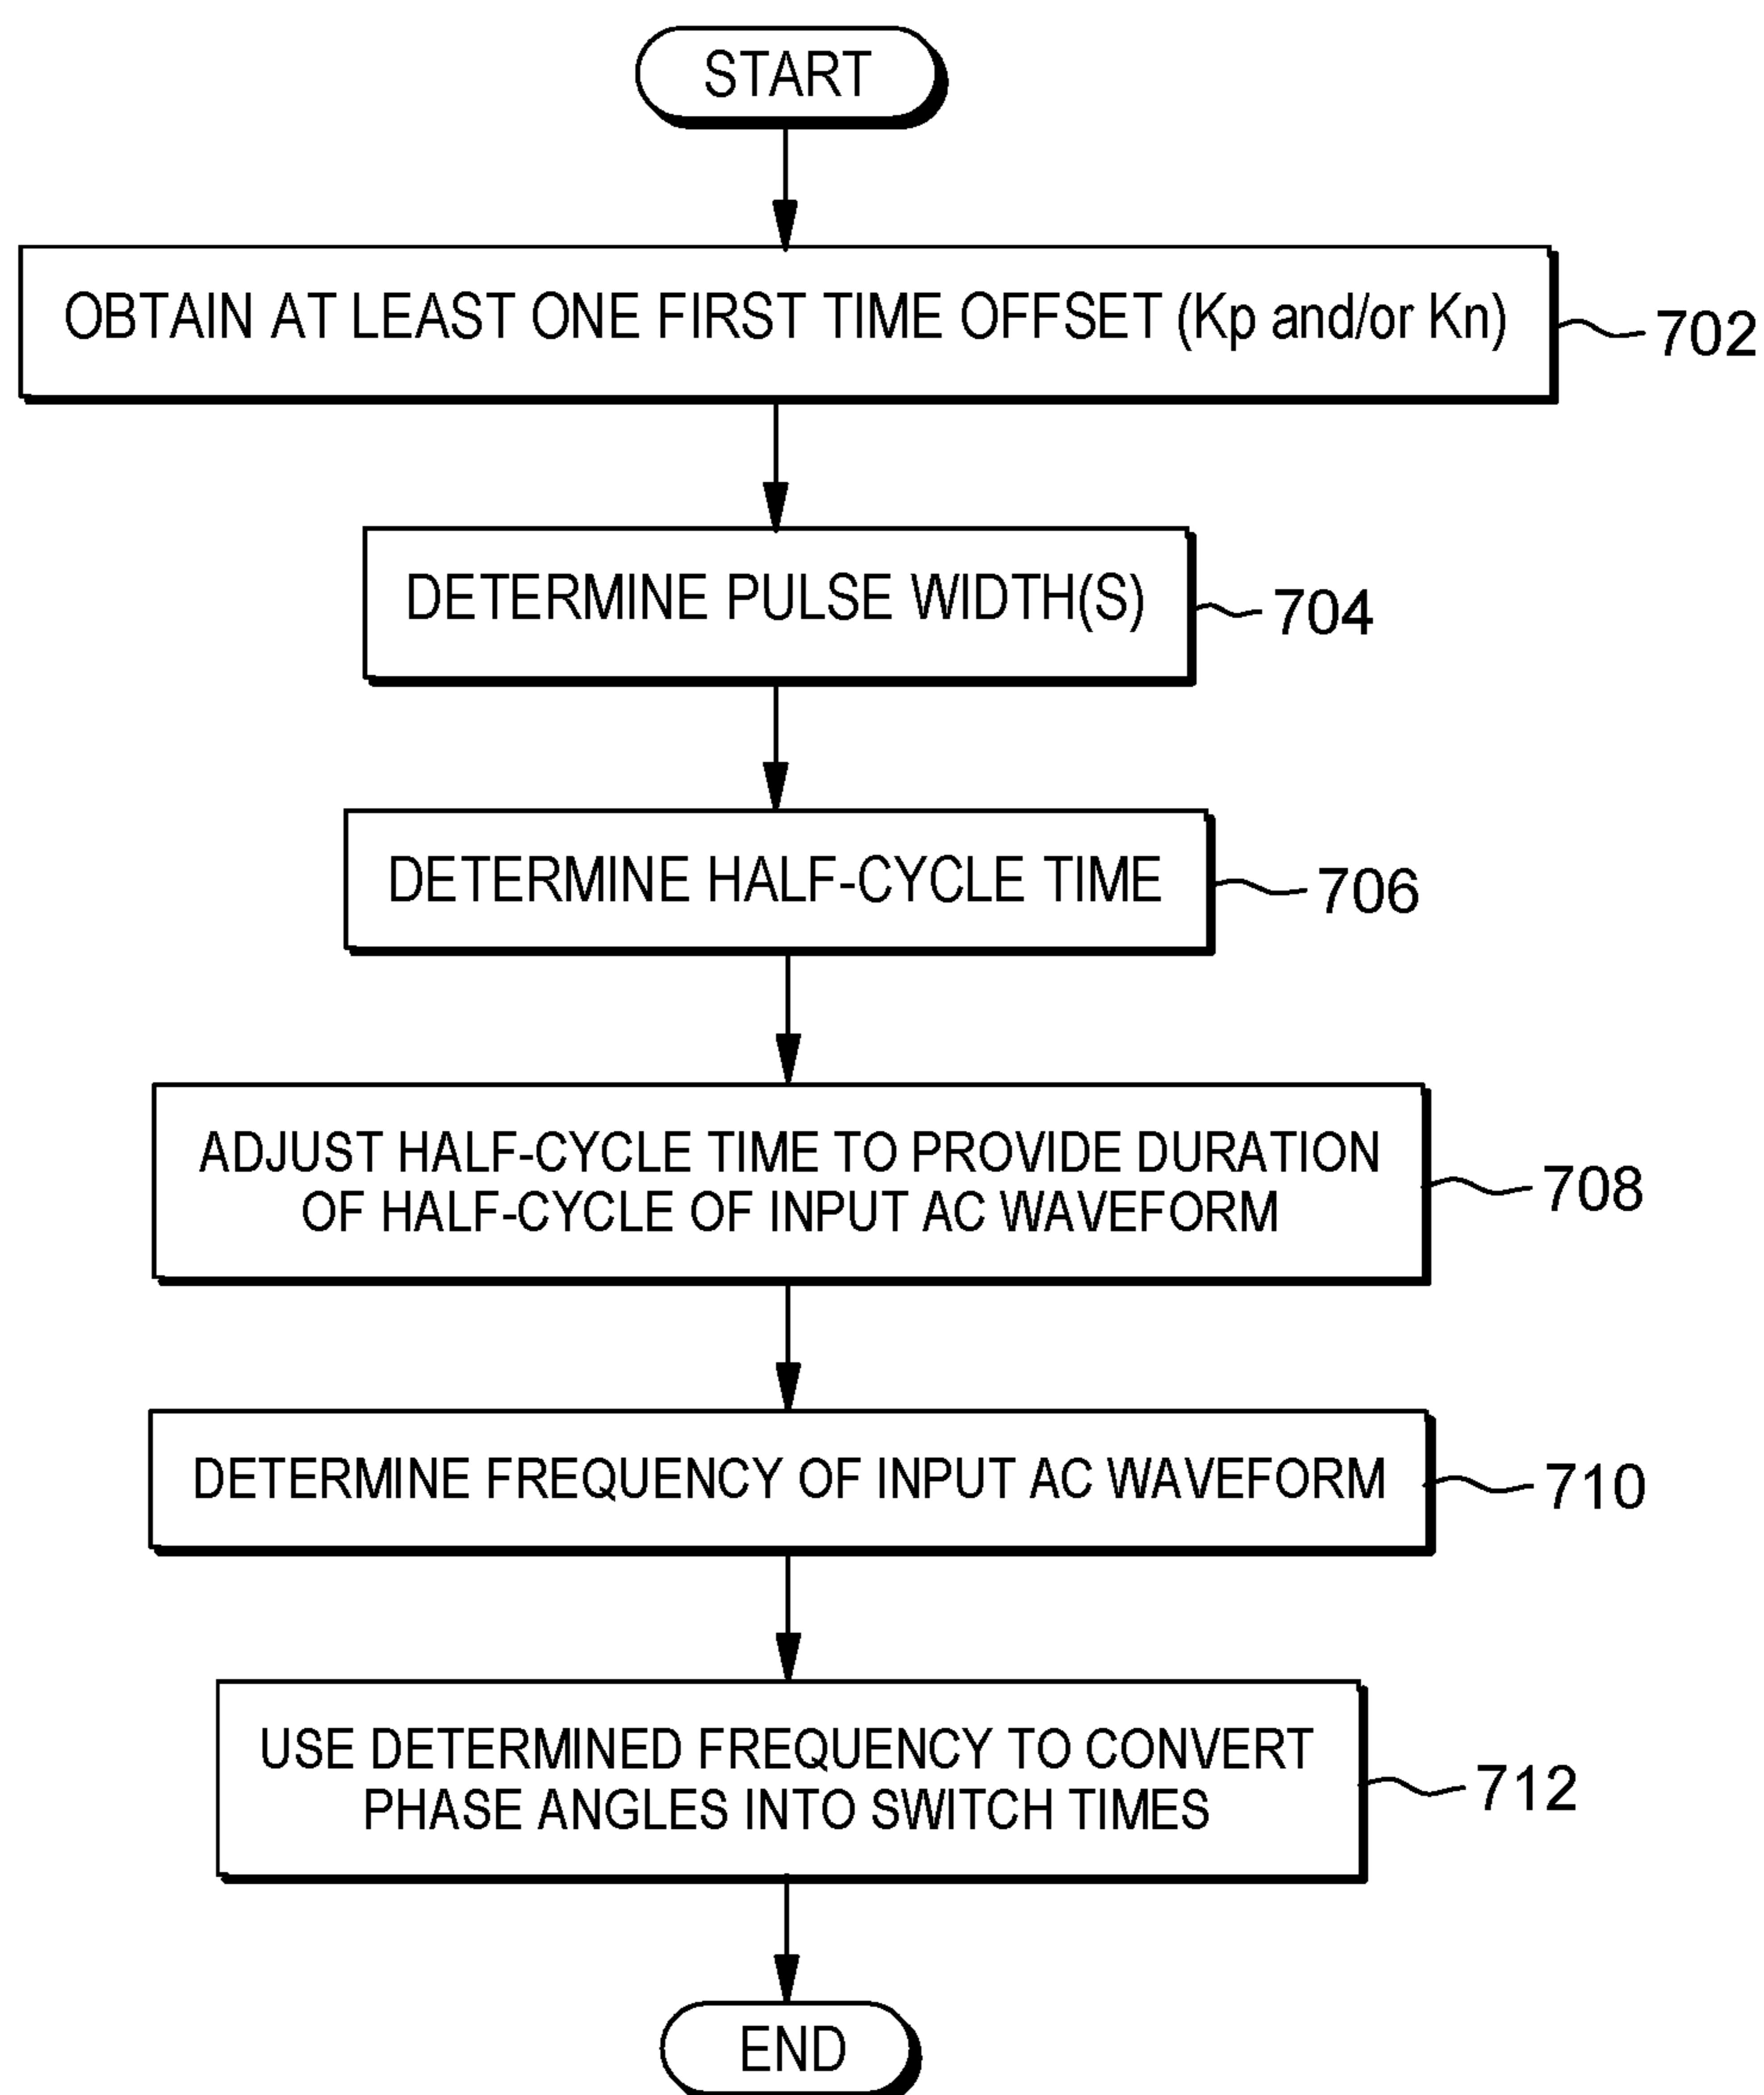 START
OBTAIN AT LEAST ONE FIRST TIME OFFSET (Kp and/or Kn)
702
DETERMINE PULSE WIDTH(S)
704
DETERMINE HALF-CYCLE TIME
706
ADJUST HALF-CYCLE TIME TO PROVIDE DURATION
OF HALF-CYCLE OF INPUT AC WAVEFORM
708
DETERMINE FREQUENCY OF INPUT AC WAVEFORM
710
USE DETERMINED FREQUENCY TO CONVERT
PHASE ANGLES INTO SWITCH TIMES
712
END